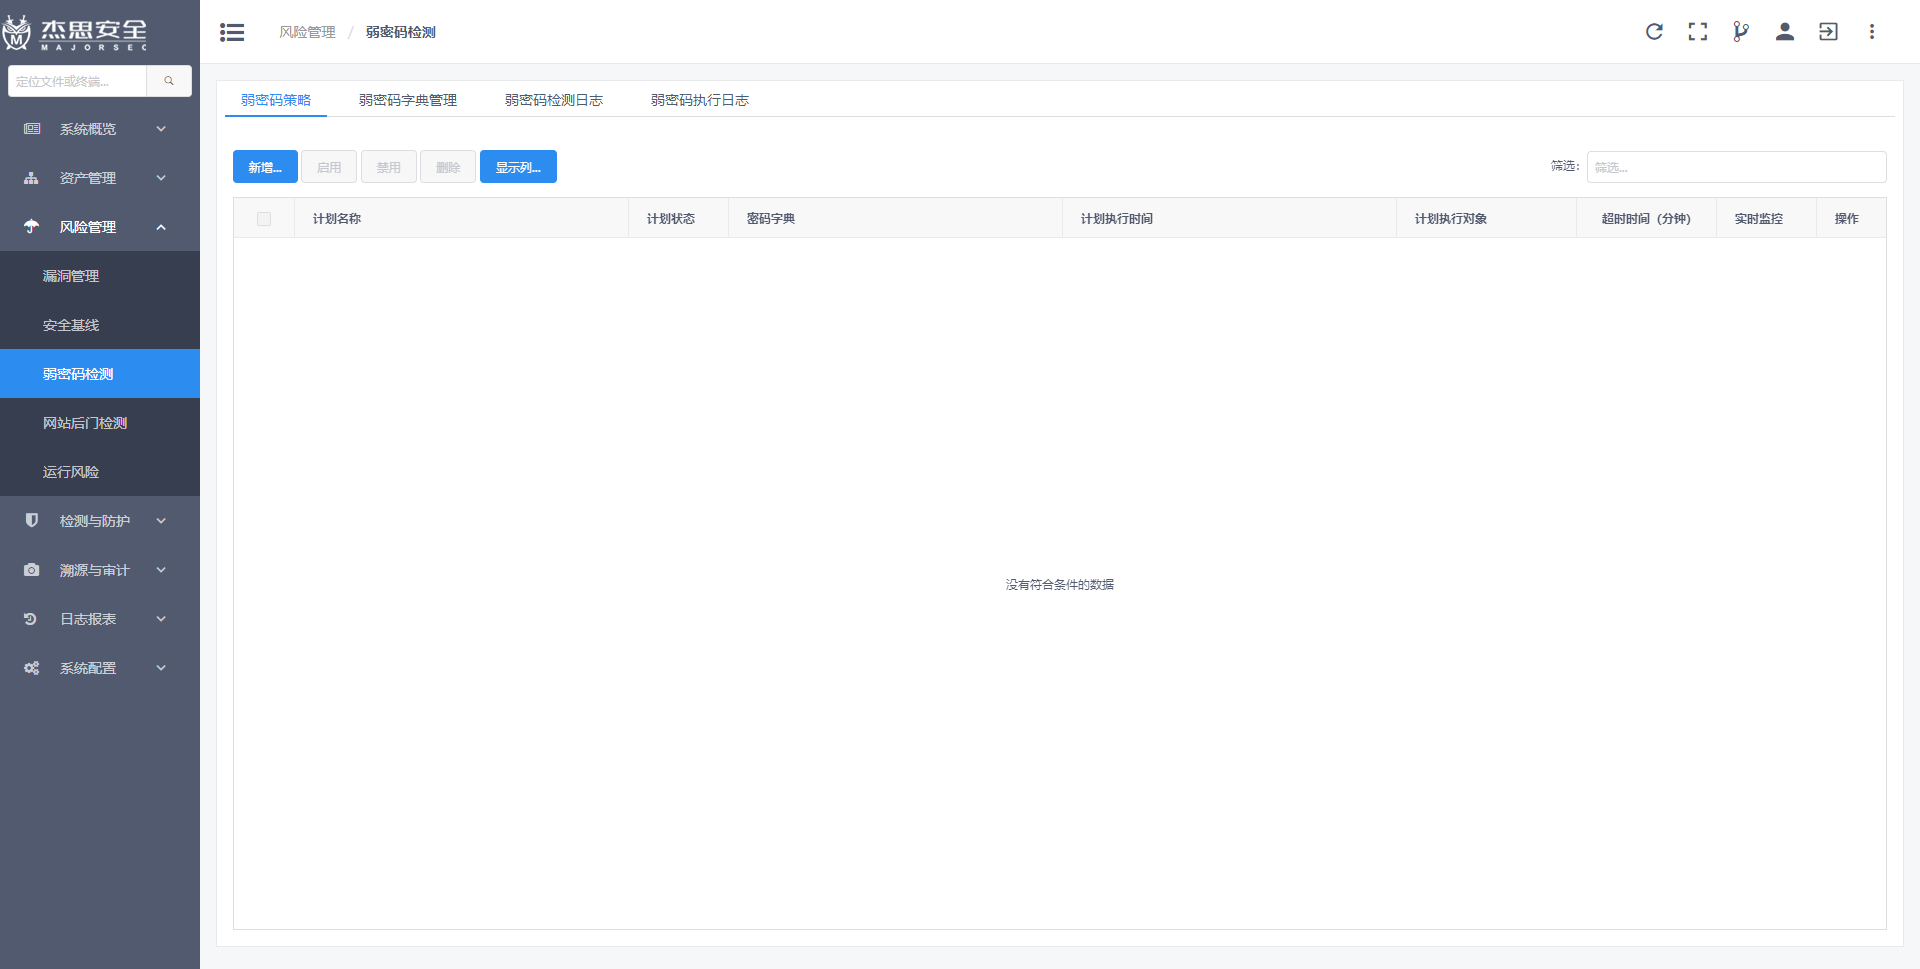 杰思安全
MAJORSEC
定位文件或终端...
系统概览
资产管理
风险管理
漏洞管理
安全基线
弱密码检测
网站后门检测
运行风险
检测与防护
溯源与审计
日志报表
系统配置
风险管理 / 弱密码检测
弱密码策略 弱密码字典管理 弱密码检测日志 弱密码执行日志
新增... 启用 禁用 删除 显示列... 筛选: 筛选...
计划名称 计划状态 密码字典 计划执行时间 计划执行对象 超时时间（分钟） 实时监控 操作
没有符合条件的数据